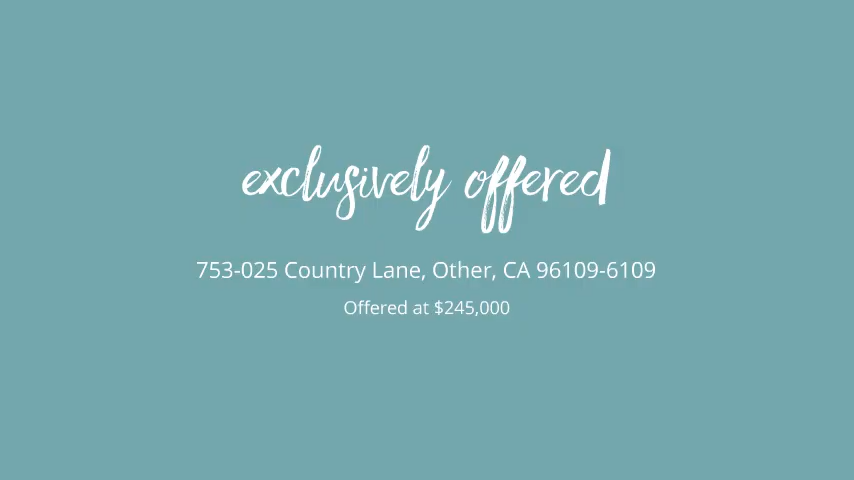 exclusively offered
753-025 Country Lane, Other, CA 96109-6109
Offered at $245,000